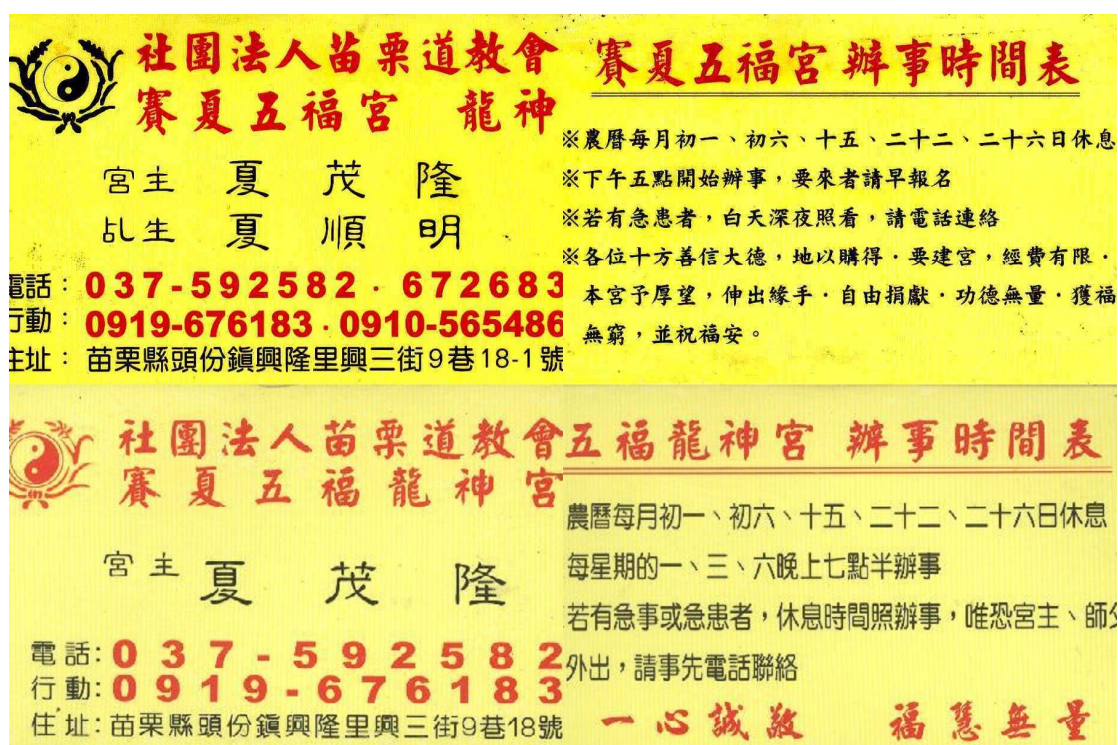 社團法人苗栗道教會
賽夏五福宮 龍神
宮主 夏茂隆
乩生 夏順明
電話：037-592582．672683
行動：0919-676183．0910-565486
住址：苗栗縣頭份鎮興隆里興三街9巷18-1號
賽夏五福宮 辦事時間表
※農曆每月初一、初六、十五、二十二、二十六日休息
※下午五點開始辦事，要來者請早報名
※若有急患者，白天深夜照看，請電話連絡
※各位十方善信大德，地以購得．要建宮，經費有限．
本宮予厚望，伸出緣手．自由捐獻．功德無量．獲福
無窮，並祝福安。
社團法人苗栗道教會
賽夏五福龍神宮
宮主 夏茂隆
電話:037-592582
行動:0919-676183
住址:苗栗縣頭份鎮興隆里興三街9巷18號
五福龍神宮 辦事時間表
農曆每月初一、初六、十五、二十二、二十六日休息
每星期的一、三、六晚上七點半辦事
若有急事或急患者，休息時間照辦事，唯恐宮主、師父
外出，請事先電話聯絡
一心誠敬 福慧無量